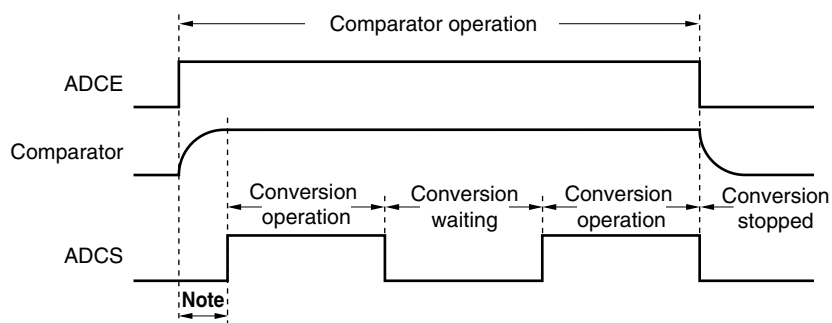 Comparator operation
ADCE
Comparator
Conversion
operation
Conversion
waiting
Conversion
operation
Conversion
stopped
ADCS
Note